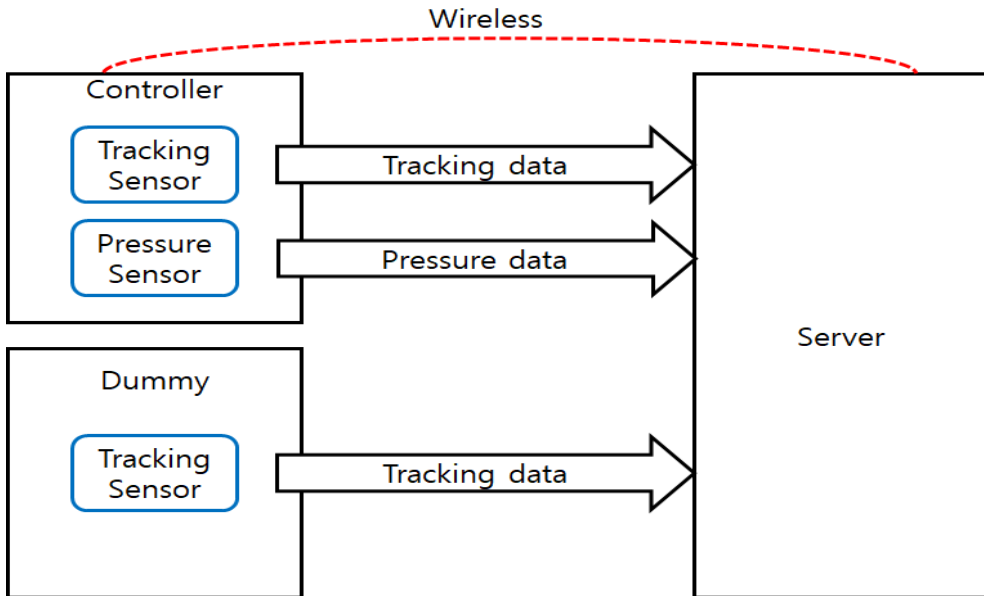 Wireless
Controller
Tracking
Sensor
Tracking data
Pressure
Sensor
Pressure data
Server
Dummy
Tracking
Sensor
Tracking data